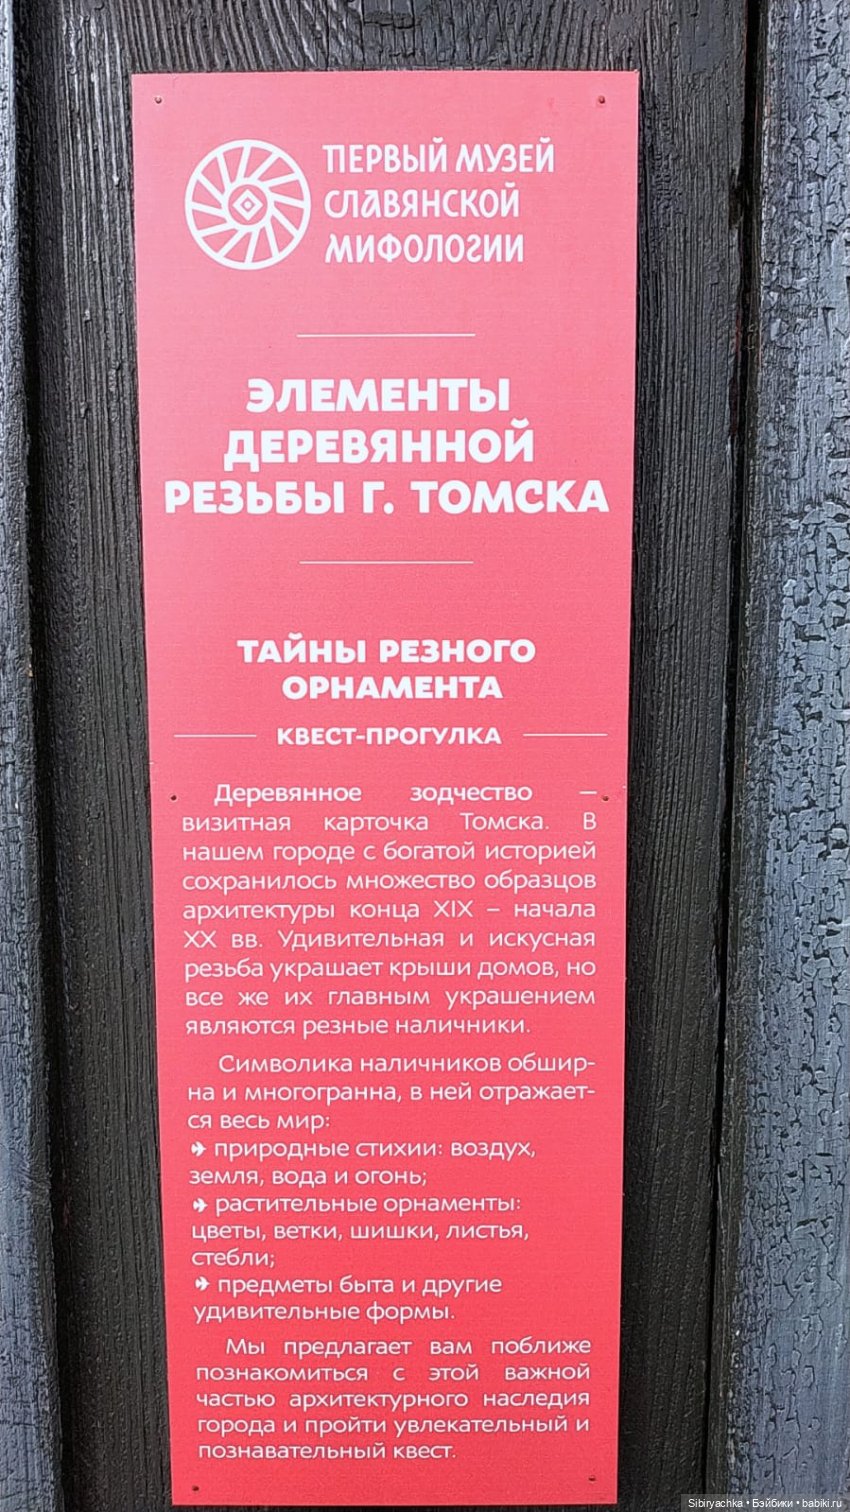 ПЕРВЫЙ МУЗЕЙ
СЛАВЯНСКОЙ
МИФОЛОГИИ
ЭЛЕМЕНТЫ
ДЕРЕВЯННОЙ
РЕЗЬБЫ Г. ТОМСКА
ТАЙНЫ РЕЗНОГО
ОРНАМЕНТА
КВЕСТ-ПРОГУЛКА
Деревянное зодчество –
визитная карточка Томска. В
нашем городе с богатой историей
сохранилось множество образцов
архитектуры конца XIX – начала
XX вв. Удивительная и искусная
резьба украшает крыши домов, но
все же их главным украшением
являются резные наличники.
Символика наличников обшир-
на и многогранна, в ней отражает-
ся весь мир:
природные стихии: воздух,
земля, вода и огонь;
растительные орнаменты:
цветы, ветки, шишки, листья,
стебли;
предметы быта и другие
удивительные формы.
Мы предлагает вам поближе
познакомиться с этой важной
частью архитектурного наследия
города и пройти увлекательный и
познавательный квест.
Sibiryachka • Бэйбики • babiki.ru